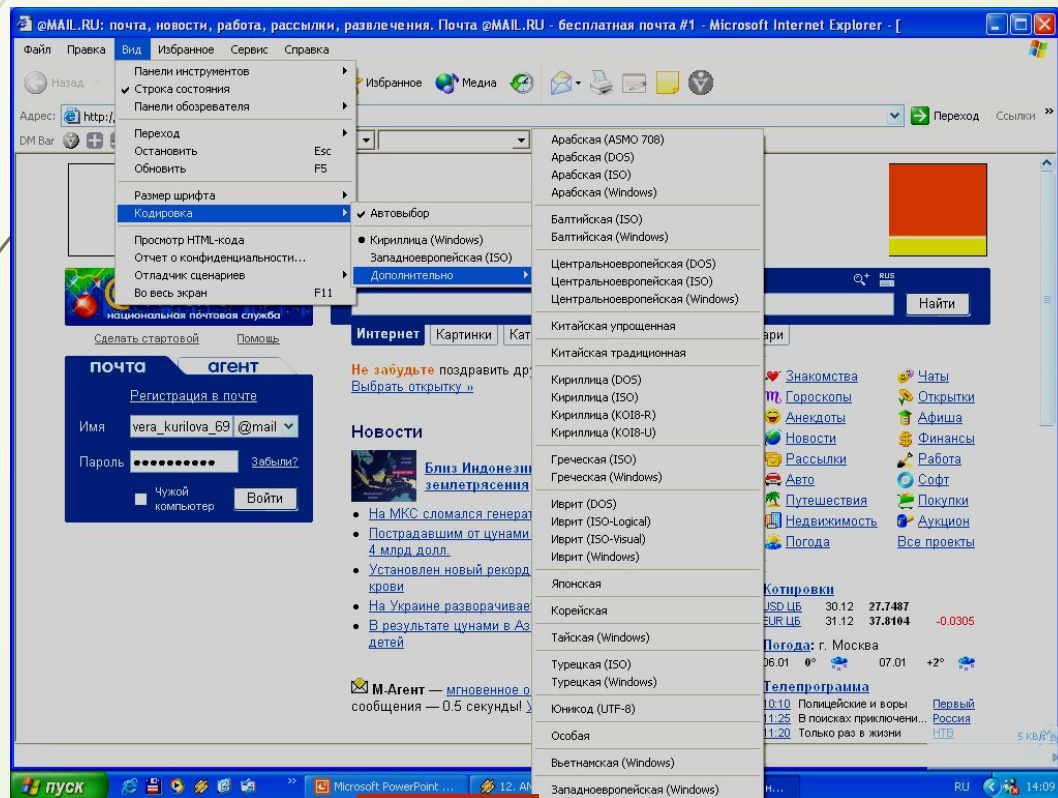 @MAIL.RU: почта, новости, работа, рассылки, развлечения. Почта @MAIL.RU - бесплатная почта #1 - Microsoft Internet Explorer - [
Файл Правка Вид Избранное Сервис Справка
Назад Избранное Медиа
Адрес: http:/ Переход Ссылки »
DM Bar
Панели инструментов
Строка состояния
Панели обозревателя
Переход
Остановить Esc
Обновить F5
Размер шрифта
Кодировка
Просмотр HTML-кода
Отчет о конфиденциальности...
Отладчик сценариев
Во весь экран F11
Автовыбор
Кириллица (Windows)
Западноевропейская (ISO)
Дополнительно
Арабская (ASMO 708)
Арабская (DOS)
Арабская (ISO)
Арабская (Windows)
Балтийская (ISO)
Балтийская (Windows)
Центральноевропейская (DOS)
Центральноевропейская (ISO)
Центральноевропейская (Windows)
Китайская упрощенная
Китайская традиционная
Кириллица (DOS)
Кириллица (ISO)
Кириллица (KOI8-R)
Кириллица (KOI8-U)
Греческая (ISO)
Греческая (Windows)
Иврит (DOS)
Иврит (ISO-Logical)
Иврит (ISO-Visual)
Иврит (Windows)
Японская
Корейская
Тайская (Windows)
Турецкая (ISO)
Турецкая (Windows)
Юникод (UTF-8)
Особая
Вьетнамская (Windows)
Западноевропейская (Windows)
национальная почтовая служба
Сделать стартовой Помощь
почта агент
Регистрация в почте
Имя vera_kurilova_69 @mail
Пароль ●●●●●●●●●● Забыли?
Чужой
компьютер
Войти
RUS
Найти
Интернет Картинки Кат ари
Не забудьте поздравить др
Выбрать открытку »
Новости
Близ Индонези
землетрясения
На МКС сломался генерат
Пострадавшим от цунами
4 млрд долл.
Установлен новый рекорд
крови
На Украине разворачивае
В результате цунами в Аз
детей
М-Агент — мгновенное о
сообщения — 0.5 секунды!
Знакомства Чаты
Гороскопы Открытки
Анекдоты Афиша
Новости Финансы
Рассылки Работа
Авто Софт
Путешествия Покупки
Недвижимость Аукцион
Погода Все проекты
Котировки
USD ЦБ 30.12 27.7487
EUR ЦБ 31.12 37.8104 -0.0305
Погода: г. Москва
06.01 0° 07.01 +2°
Телепрограмма
10:10 Полицейские и воры Первый
11:25 В поисках приключени... Россия
11:20 Только раз в жизни НТВ
5 KB/s
пуск » Microsoft PowerPoint ... 12. AN н... RU 14:09